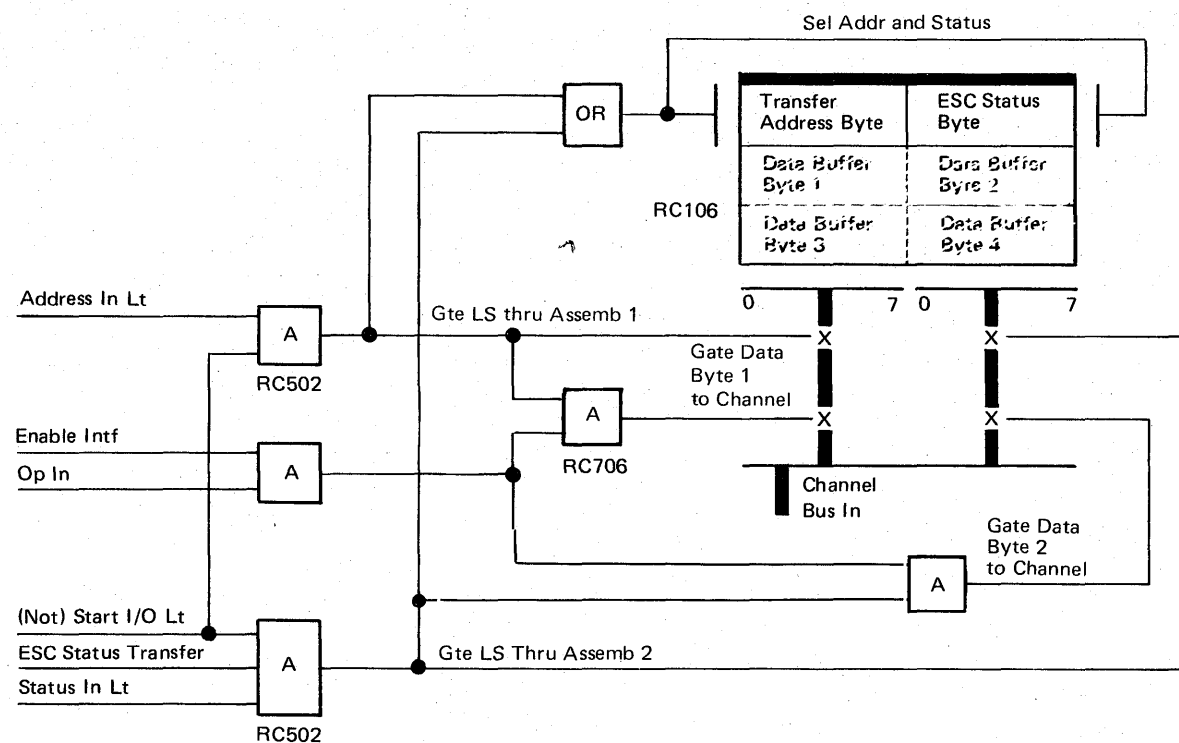 Sel Addr and Status
Transfer
Address Byte
ESC Status
Byte
OR
Data Buffer
Byte 1
Dara Buffer
Byre 2
RC106
Data Buffer
Byte 3
Data Buffer
Byte 4
Address In Lt
0
7
0
7
Gte LS thru Assemb 1
A
X
X
RC502
Gate Data
Byte 1
to Channel
A
X
X
Enable Intf
RC706
Op In
A
Channel
Bus In
Gate Data
Byte 2
to Channel
A
(Not) Start I/O Lt
ESC Status Transfer
A
Gte LS Thru Assemb 2
Status In Lt
RC502